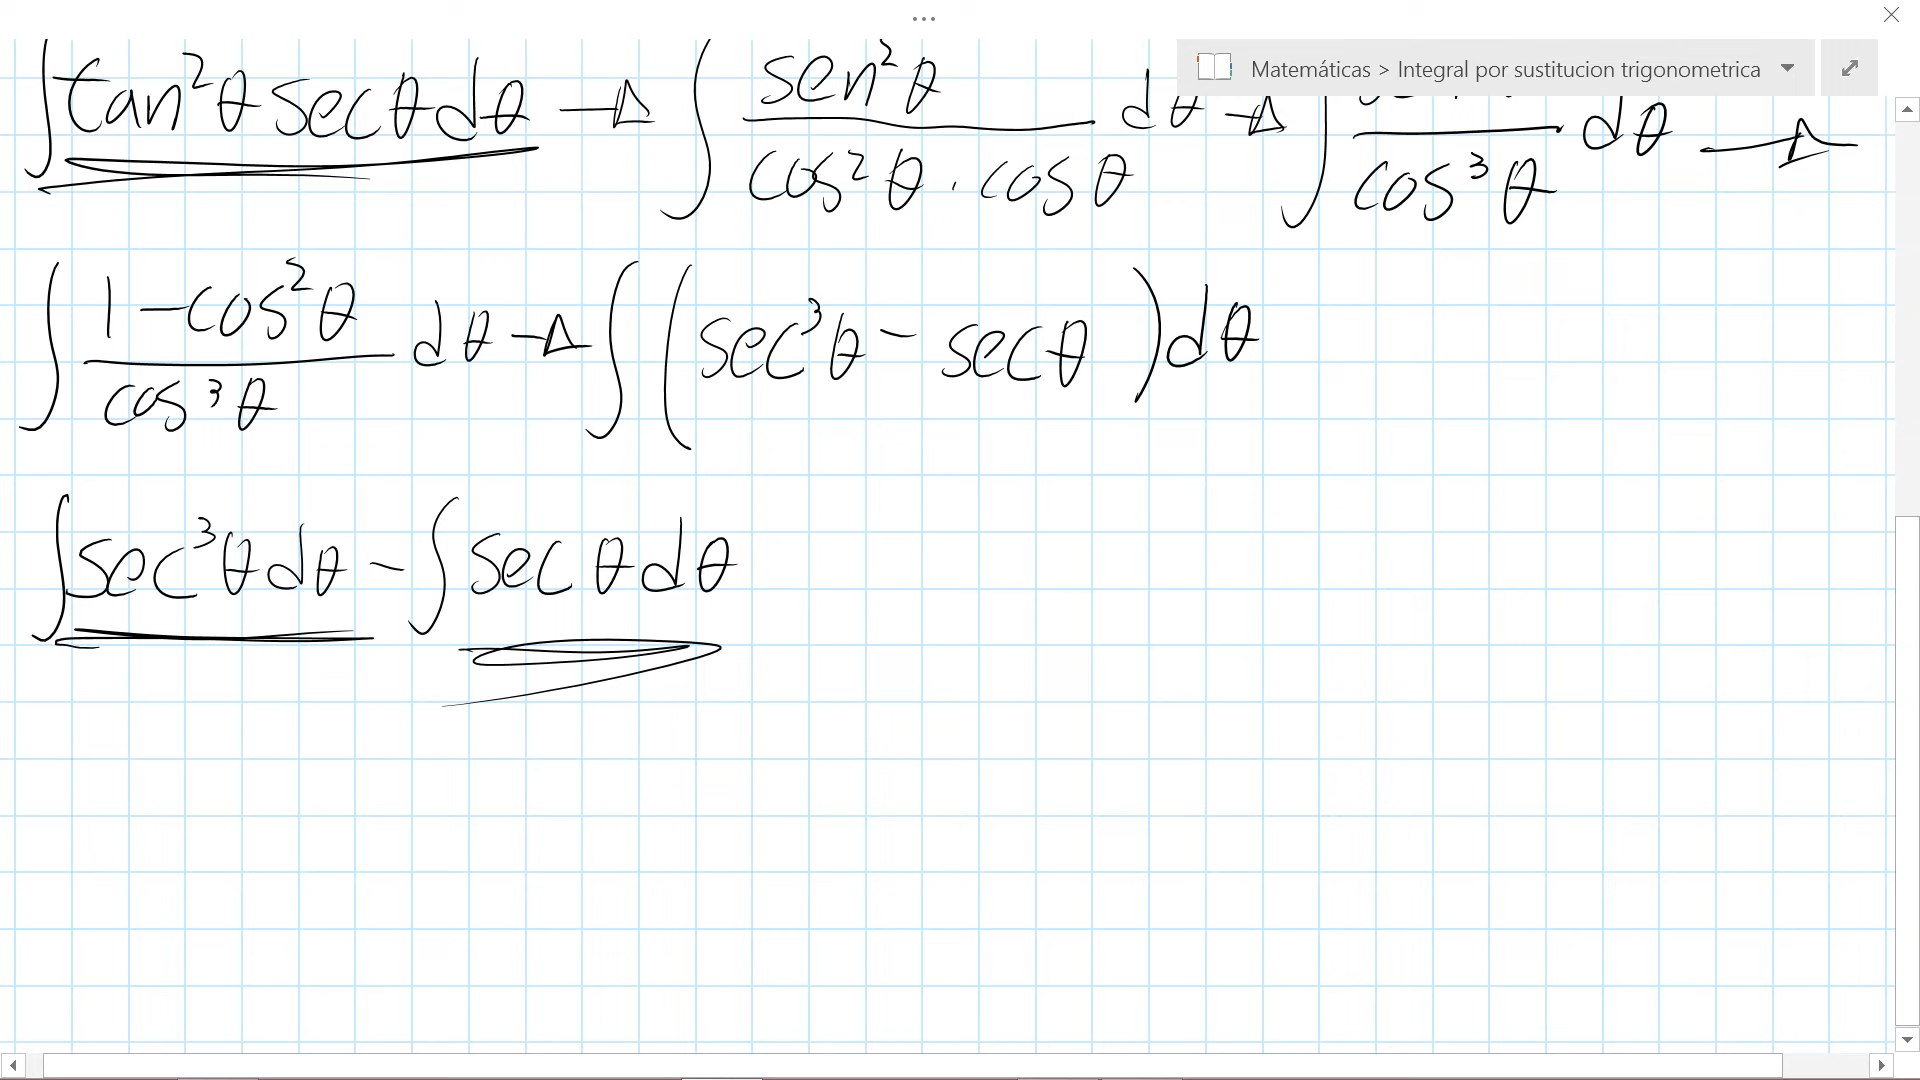 Matemáticas > Integral por sustitucion trigonometrica
∫ tan²θ secθ dθ → ∫ sen²θ / cos²θ · cosθ dθ → ∫ / cos³θ dθ →
∫ 1 - cos²θ / cos³θ dθ → ∫ ( sec³θ - secθ ) dθ
∫ sec³θ dθ - ∫ sec θ dθ